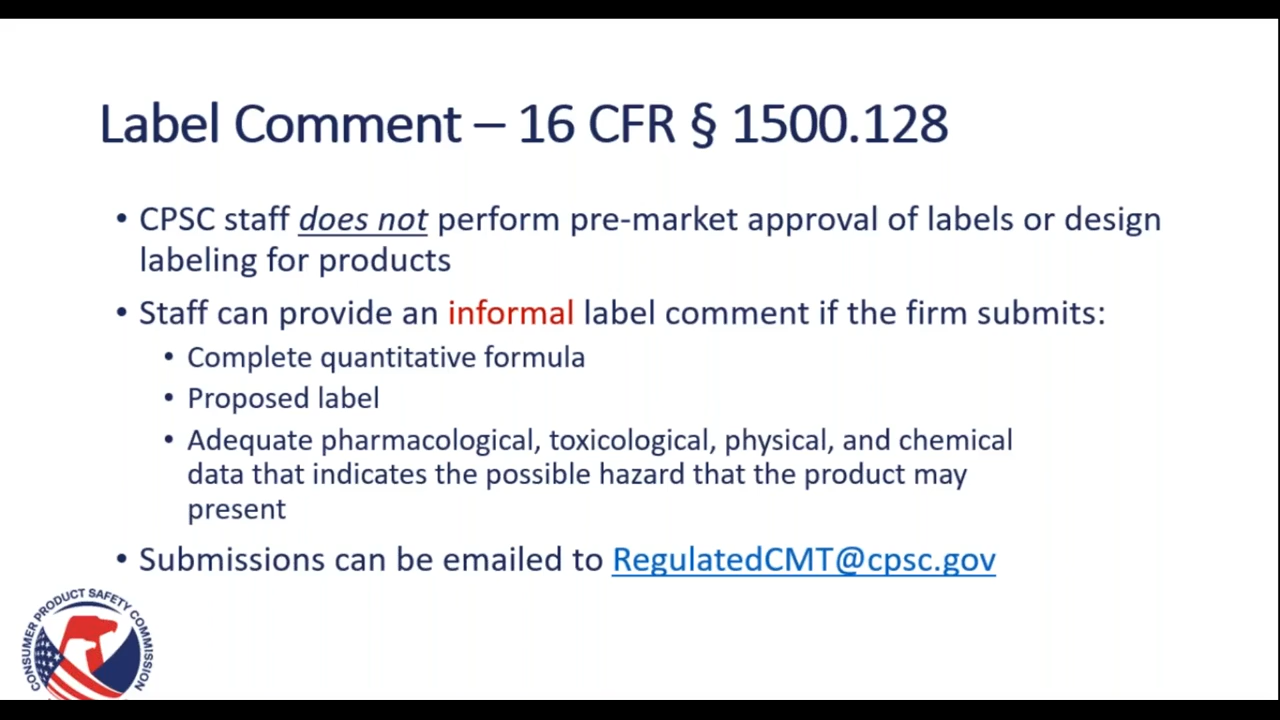 Label Comment – 16 CFR § 1500.128
• CPSC staff does not perform pre-market approval of labels or design
labeling for products
• Staff can provide an informal label comment if the firm submits:
• Complete quantitative formula
• Proposed label
• Adequate pharmacological, toxicological, physical, and chemical
data that indicates the possible hazard that the product may
present
• Submissions can be emailed to RegulatedCMT@cpsc.gov
CONSUMER PRODUCT SAFETY COMMISSION